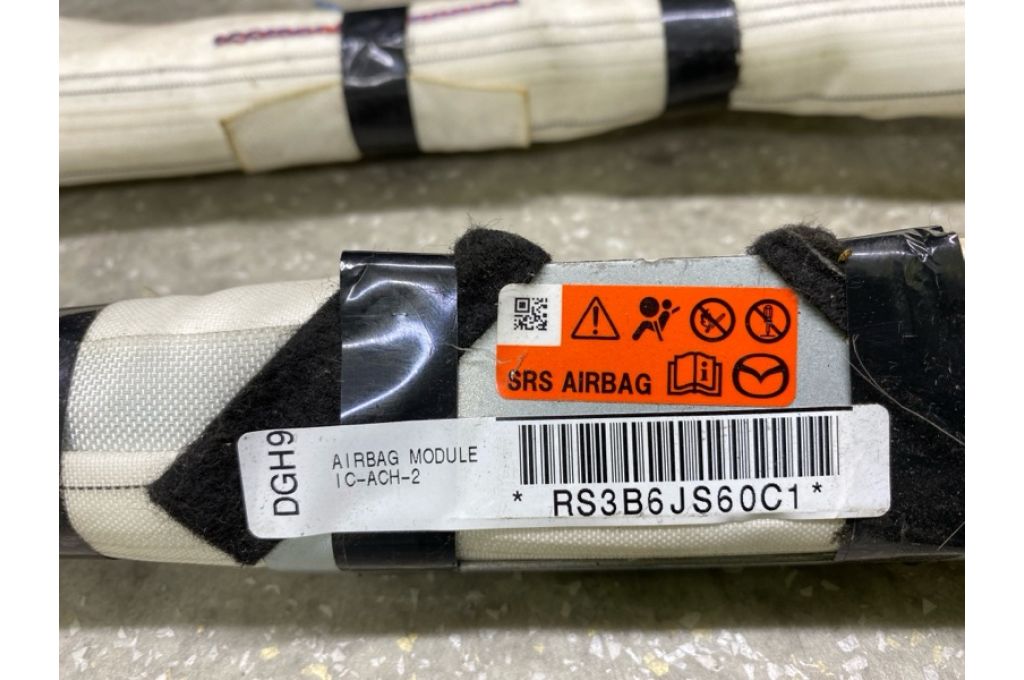 SRS AIRBAG
DGH9
AIRBAG MODULE
IC-ACH-2
* RS3B6JS60C1 *